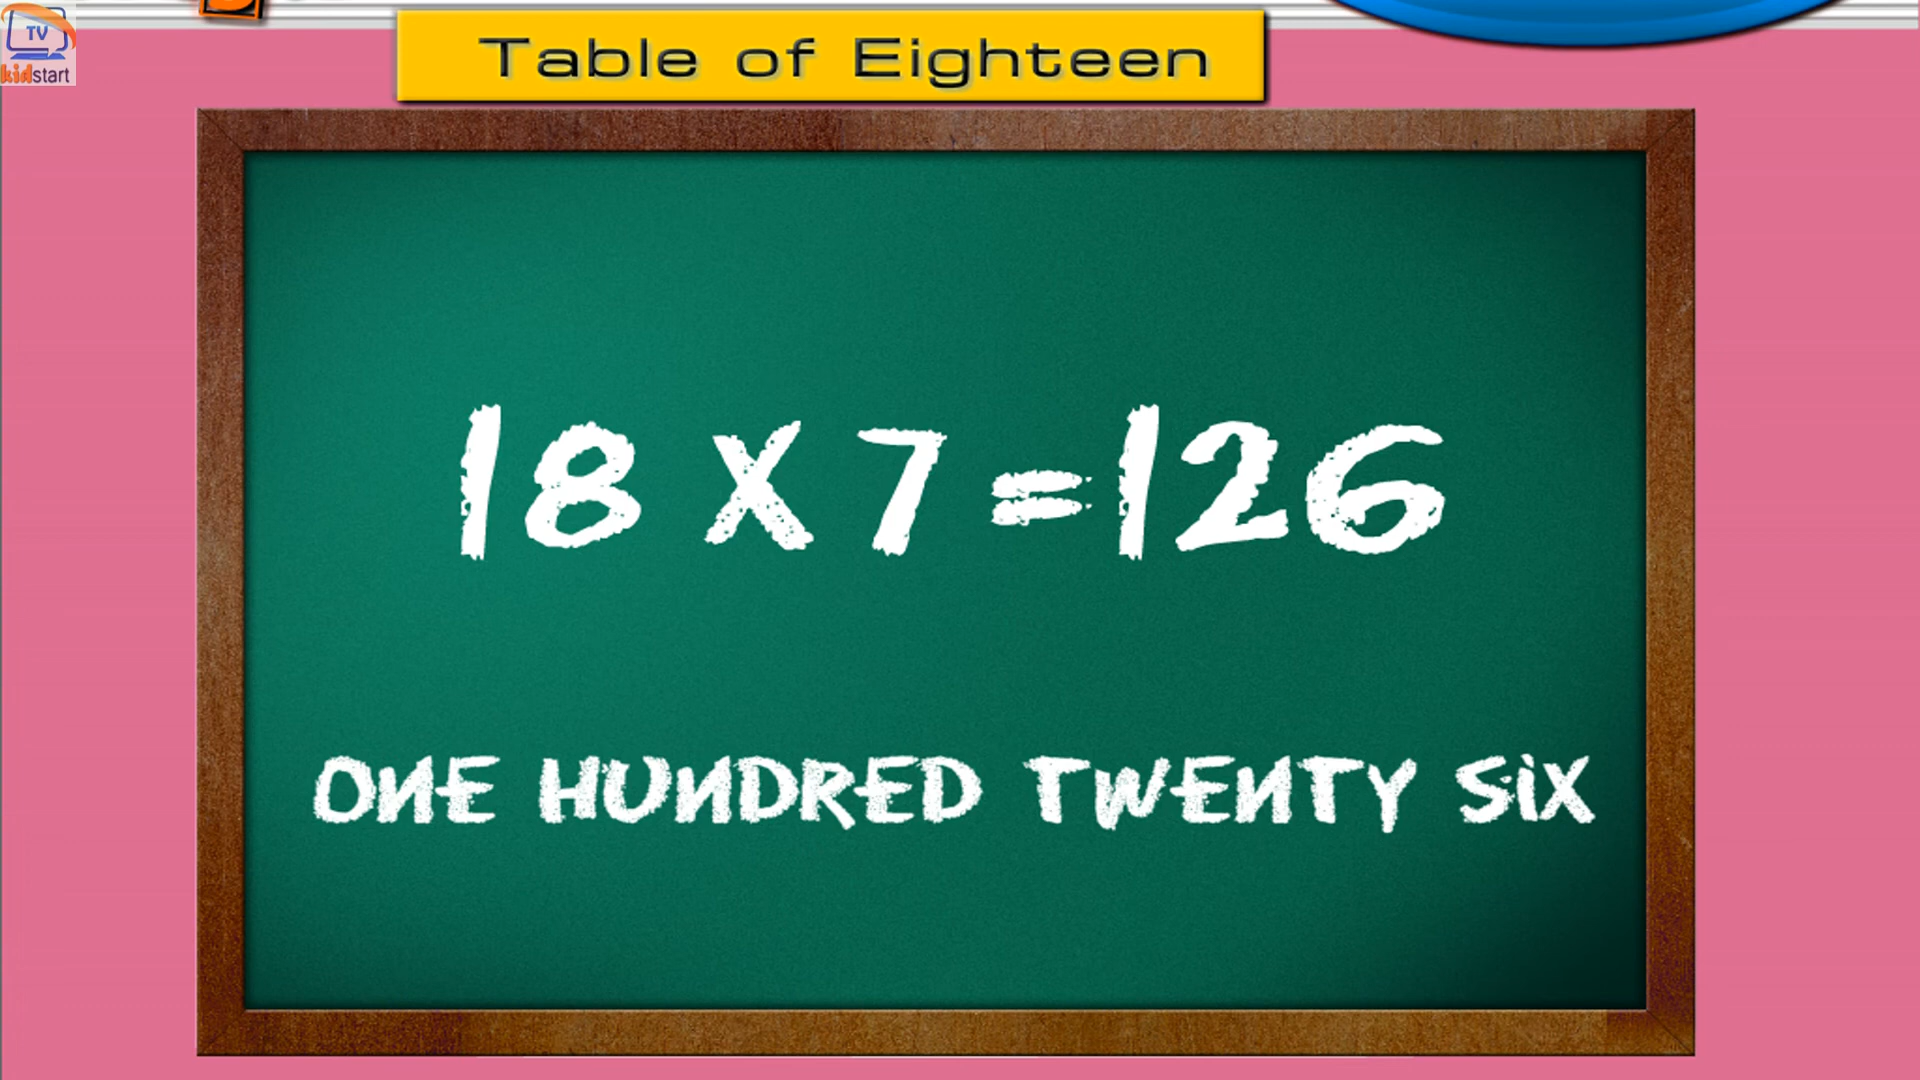 TV
kidstart
Table of Eighteen
18 X 7 = 126
ONE HUNDRED TWENTY SiX